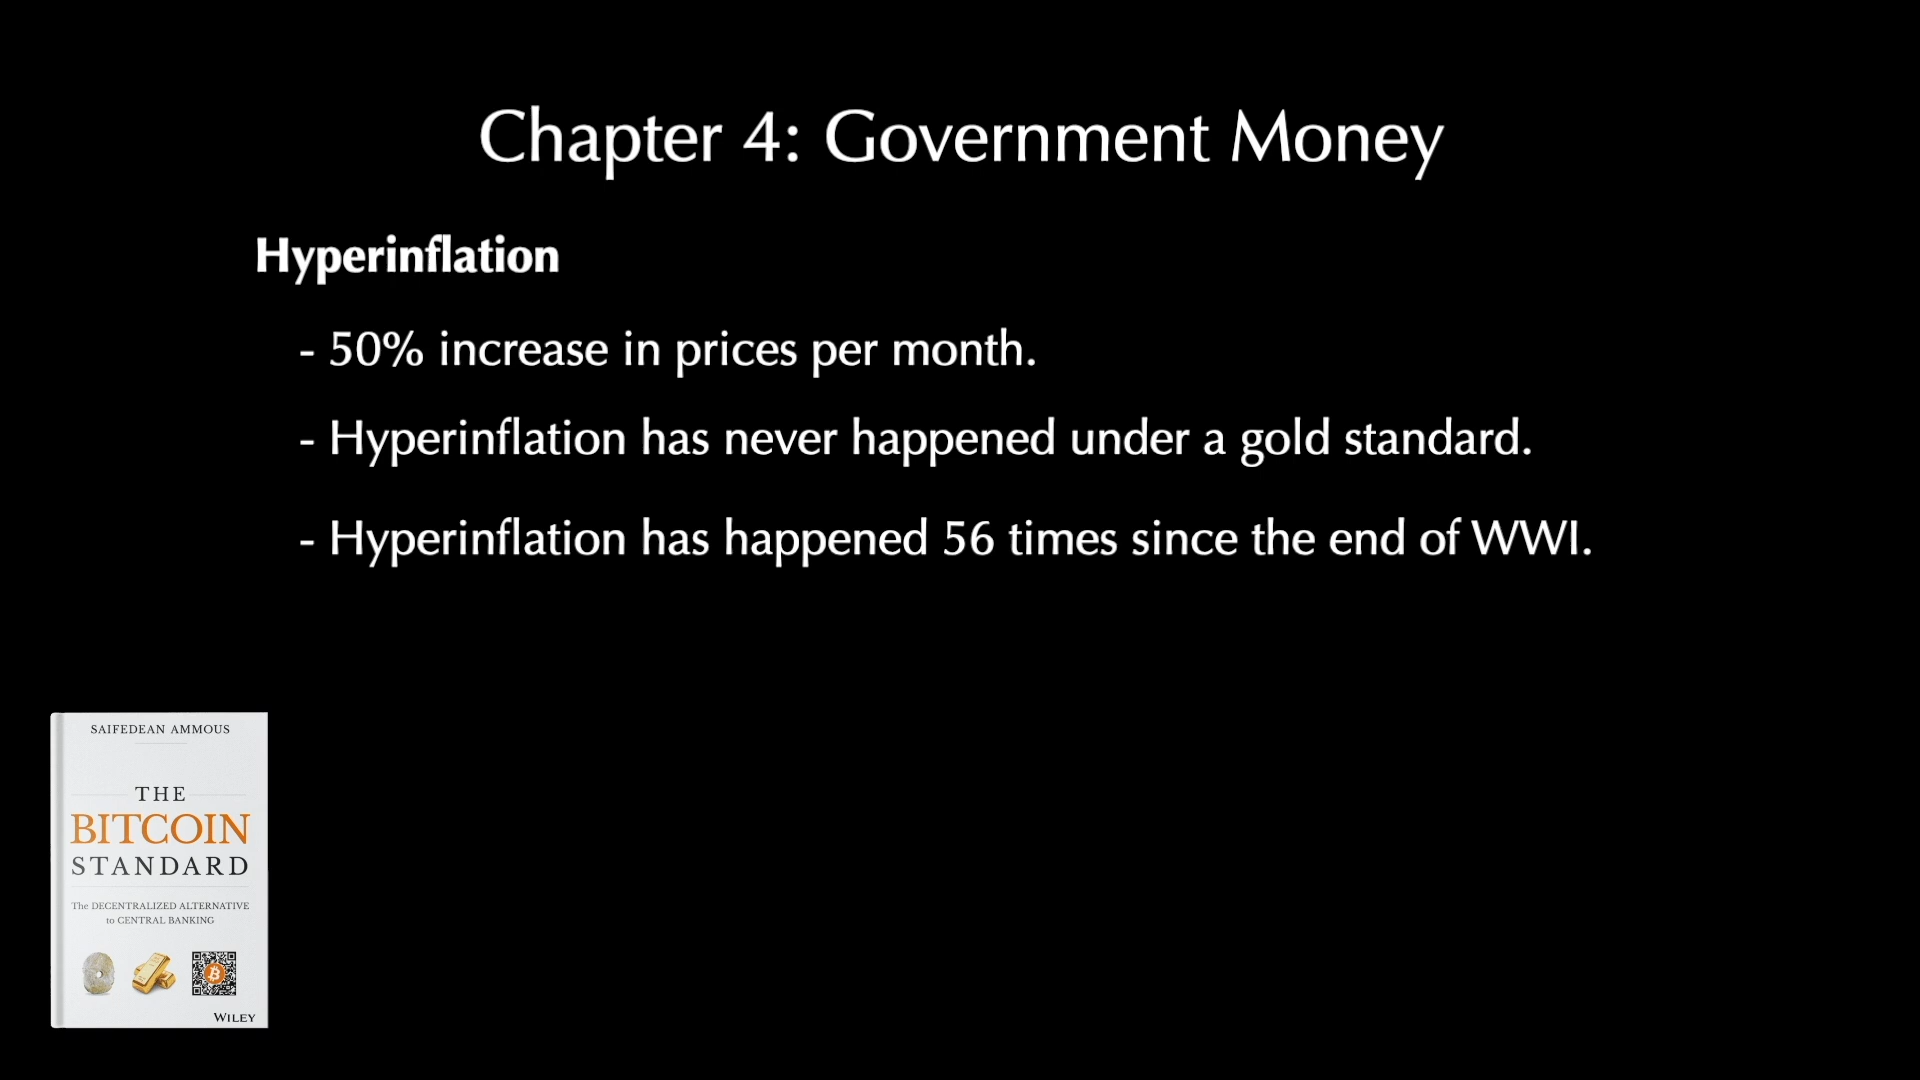 Chapter 4: Government Money
Hyperinflation
- 50% increase in prices per month.
- Hyperinflation has never happened under a gold standard.
- Hyperinflation has happened 56 times since the end of WWI.
SAIFEDEAN AMMOUS
THE
BITCOIN
STANDARD
The DECENTRALIZED ALTERNATIVE
to CENTRAL BANKING
WILEY